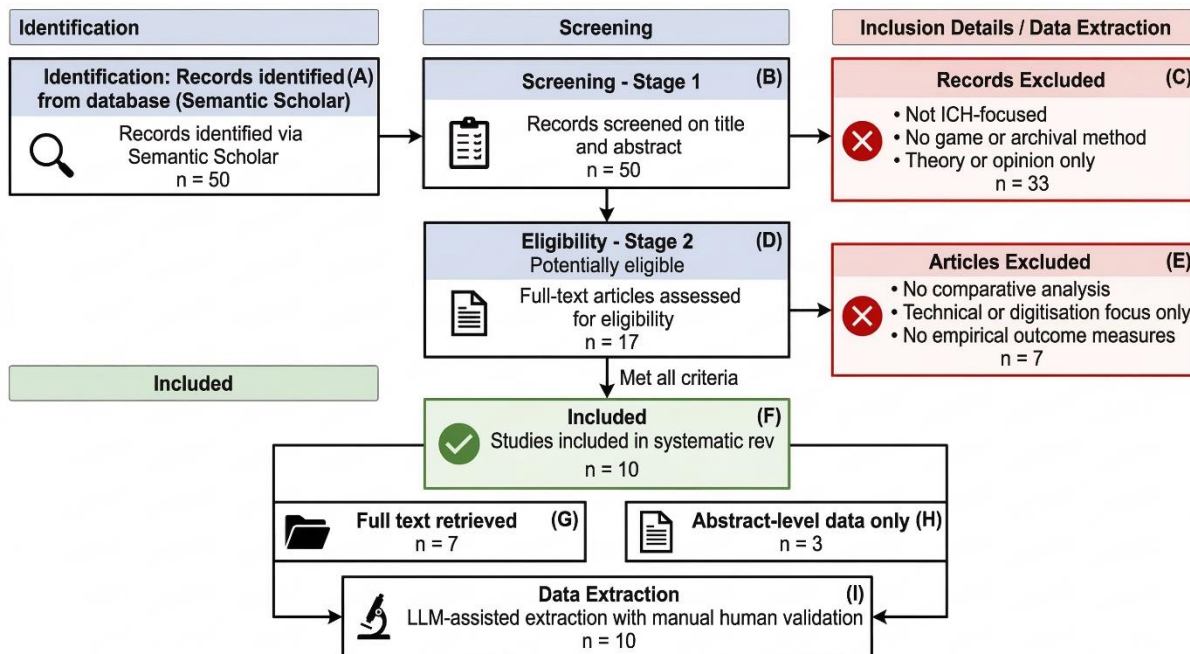 Identification
Screening
Inclusion Details / Data Extraction
Identification: Records identified (A)
from database (Semantic Scholar)
Records identified via
Semantic Scholar
n = 50
Screening - Stage 1 (B)
Records screened on title
and abstract
n = 50
Records Excluded (C)
• Not ICH-focused
• No game or archival method
• Theory or opinion only
n = 33
Eligibility - Stage 2 (D)
Potentially eligible
Full-text articles assessed
for eligibility
n = 17
Articles Excluded (E)
• No comparative analysis
• Technical or digitisation focus only
• No empirical outcome measures
n = 7
Included
Met all criteria
Included (F)
Studies included in systematic rev
n = 10
Full text retrieved (G)
n = 7
Abstract-level data only (H)
n = 3
Data Extraction (I)
LLM-assisted extraction with manual human validation
n = 10